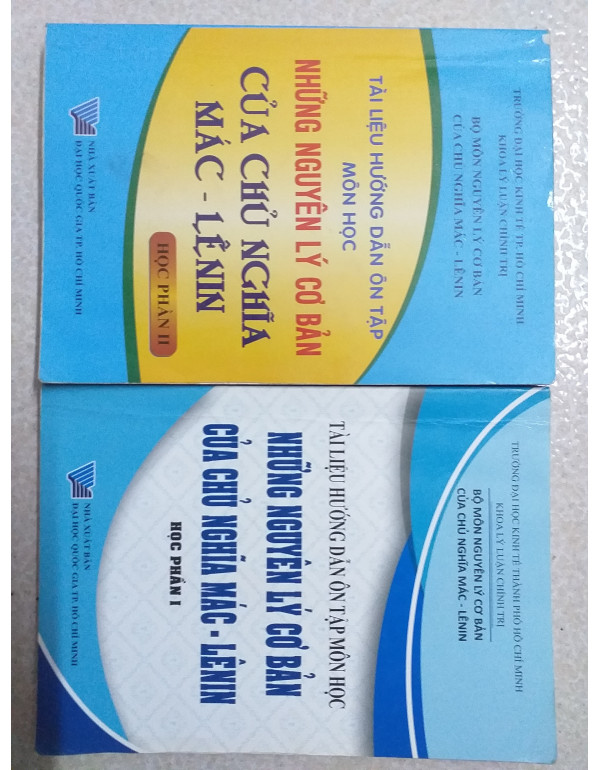 TRƯỜNG ĐẠI HỌC KINH TẾ TP. HỒ CHÍ MINH
KHOA LÝ LUẬN CHÍNH TRỊ
BỘ MÔN NGUYÊN LÝ CƠ BẢN
CỦA CHỦ NGHĨA MÁC - LÊNIN
TÀI LIỆU HƯỚNG DẪN ÔN TẬP
MÔN HỌC
NHỮNG NGUYÊN LÝ CƠ BẢN
CỦA CHỦ NGHĨA
MÁC - LÊNIN
HỌC PHẦN II
NHÀ XUẤT BẢN
ĐẠI HỌC QUỐC GIA TP. HỒ CHÍ MINH
TRƯỜNG ĐẠI HỌC KINH TẾ THÀNH PHỐ HỒ CHÍ MINH
KHOA LÝ LUẬN CHÍNH TRỊ
BỘ MÔN NGUYÊN LÝ CƠ BẢN
CỦA CHỦ NGHĨA MÁC - LÊNIN
TÀI LIỆU HƯỚNG DẪN ÔN TẬP MÔN HỌC
NHỮNG NGUYÊN LÝ CƠ BẢN
CỦA CHỦ NGHĨA MÁC - LÊNIN
HỌC PHẦN I
NHÀ XUẤT BẢN
ĐẠI HỌC QUỐC GIA TP. HỒ CHÍ MINH